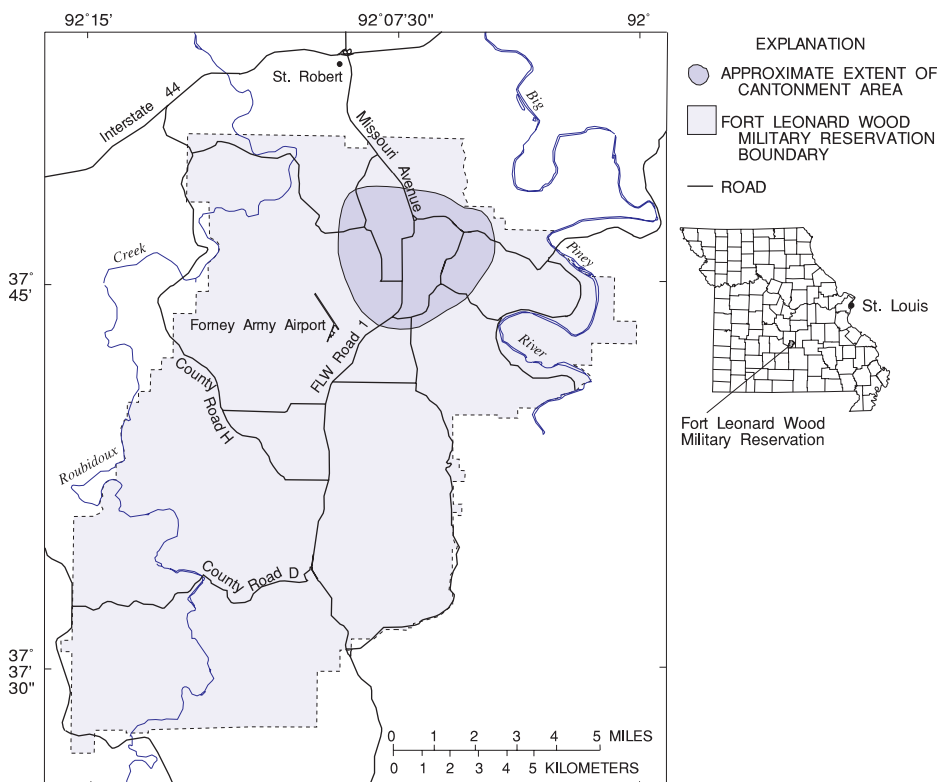 92°15'
92°07'30"
92°
EXPLANATION
APPROXIMATE EXTENT OF
CANTONMENT AREA
FORT LEONARD WOOD
MILITARY RESERVATION
BOUNDARY
ROAD
St. Robert
Interstate 44
Missouri Avenue
Big
Piney
River
Creek
37°
45'
Forney Army Airport
FLW Road 1
County
Road H
St. Louis
Fort Leonard Wood
Military Reservation
Roubidoux
County Road D
37°
37'
30"
0 1 2 3 4 5 MILES
0 1 2 3 4 5 KILOMETERS